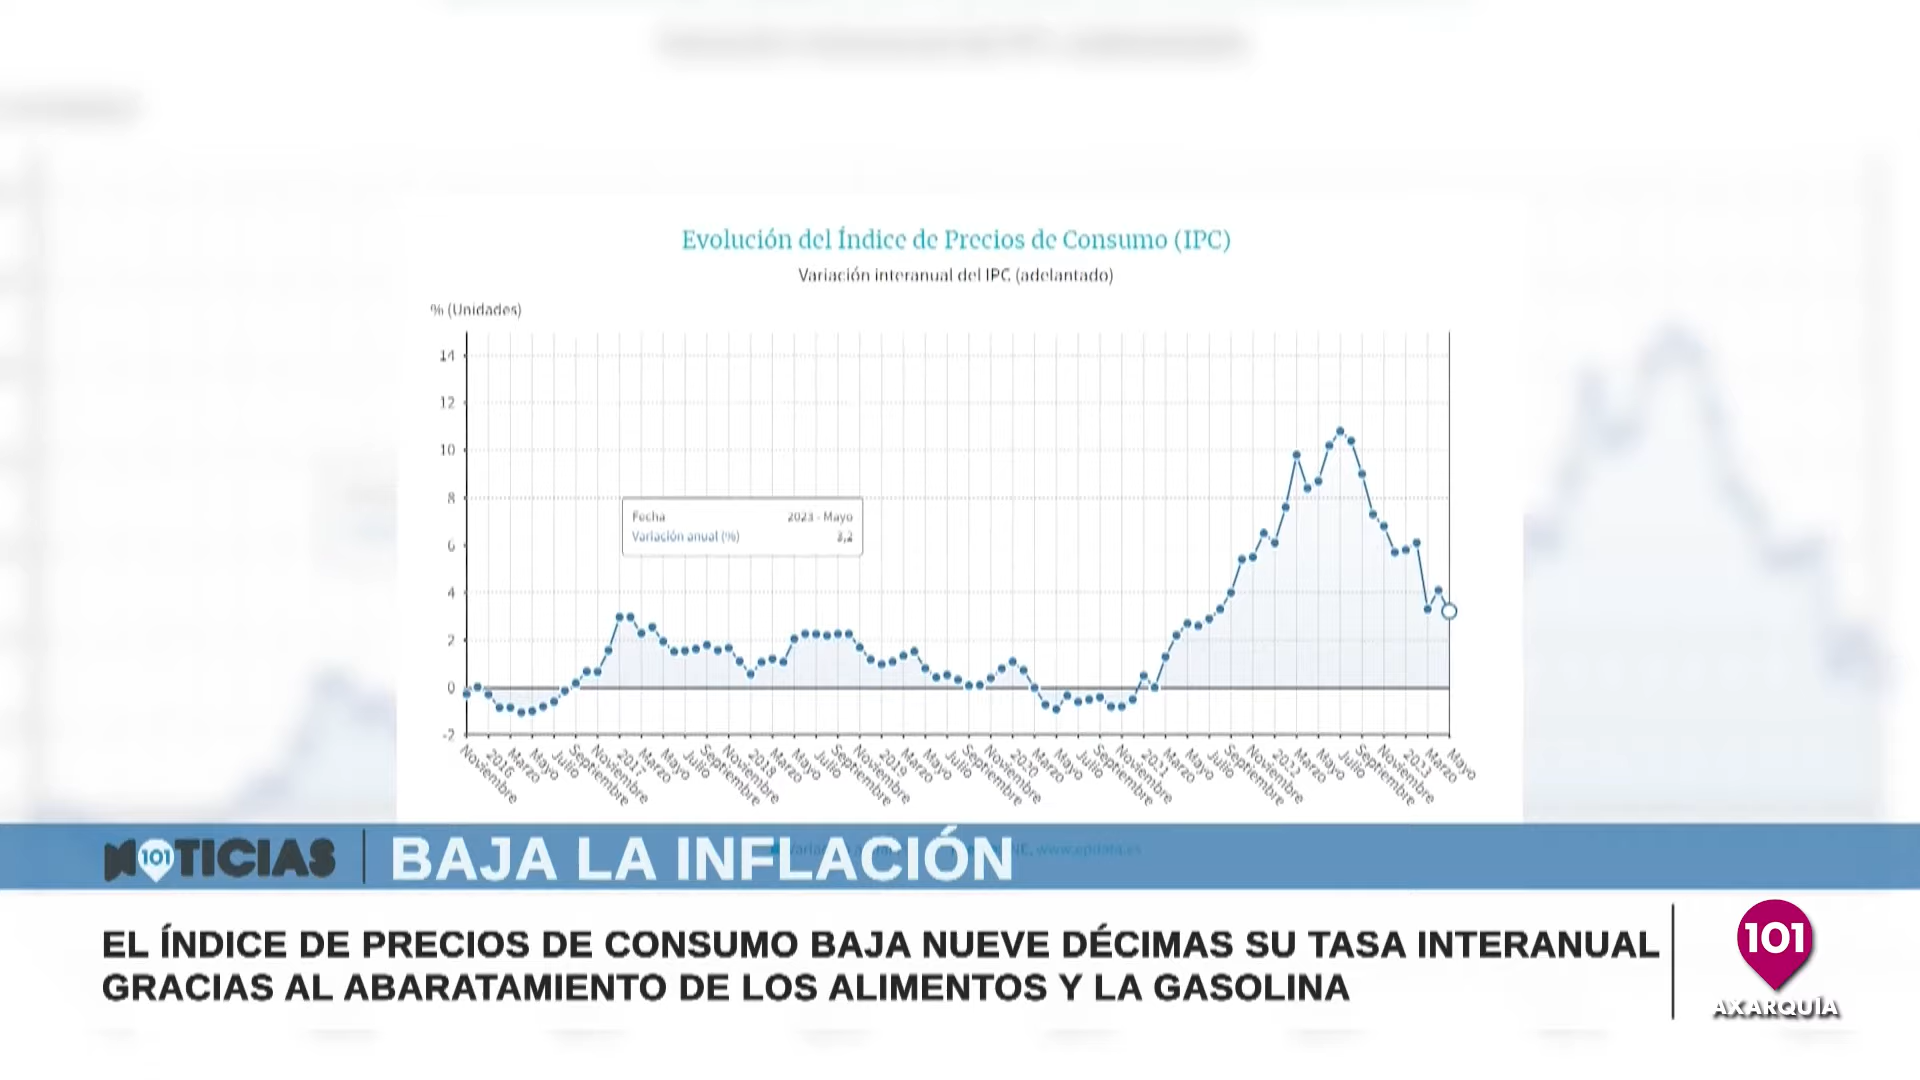 Evolución del Índice de Precios de Consumo (IPC)
Variación interanual del IPC (adelantado)
% (Unidades)
14
12
10
8
6
4
2
0
-2
Fecha 2023 - Mayo
Variación anual (%) 3,2
Noviembre 2016 Marzo Mayo Julio Septiembre Noviembre 2017 Marzo Mayo Julio Septiembre Noviembre 2018 Marzo Mayo Julio Septiembre Noviembre 2019 Marzo Mayo Julio Septiembre Noviembre 2020 Marzo Mayo Julio Septiembre Noviembre 2021 Marzo Mayo Julio Septiembre Noviembre 2022 Marzo Mayo Julio Septiembre Noviembre 2023 Marzo Mayo
NOTICIAS 101 BAJA LA INFLACIÓN
www.epdata.es
EL ÍNDICE DE PRECIOS DE CONSUMO BAJA NUEVE DÉCIMAS SU TASA INTERANUAL
GRACIAS AL ABARATAMIENTO DE LOS ALIMENTOS Y LA GASOLINA
101
AXARQUÍA